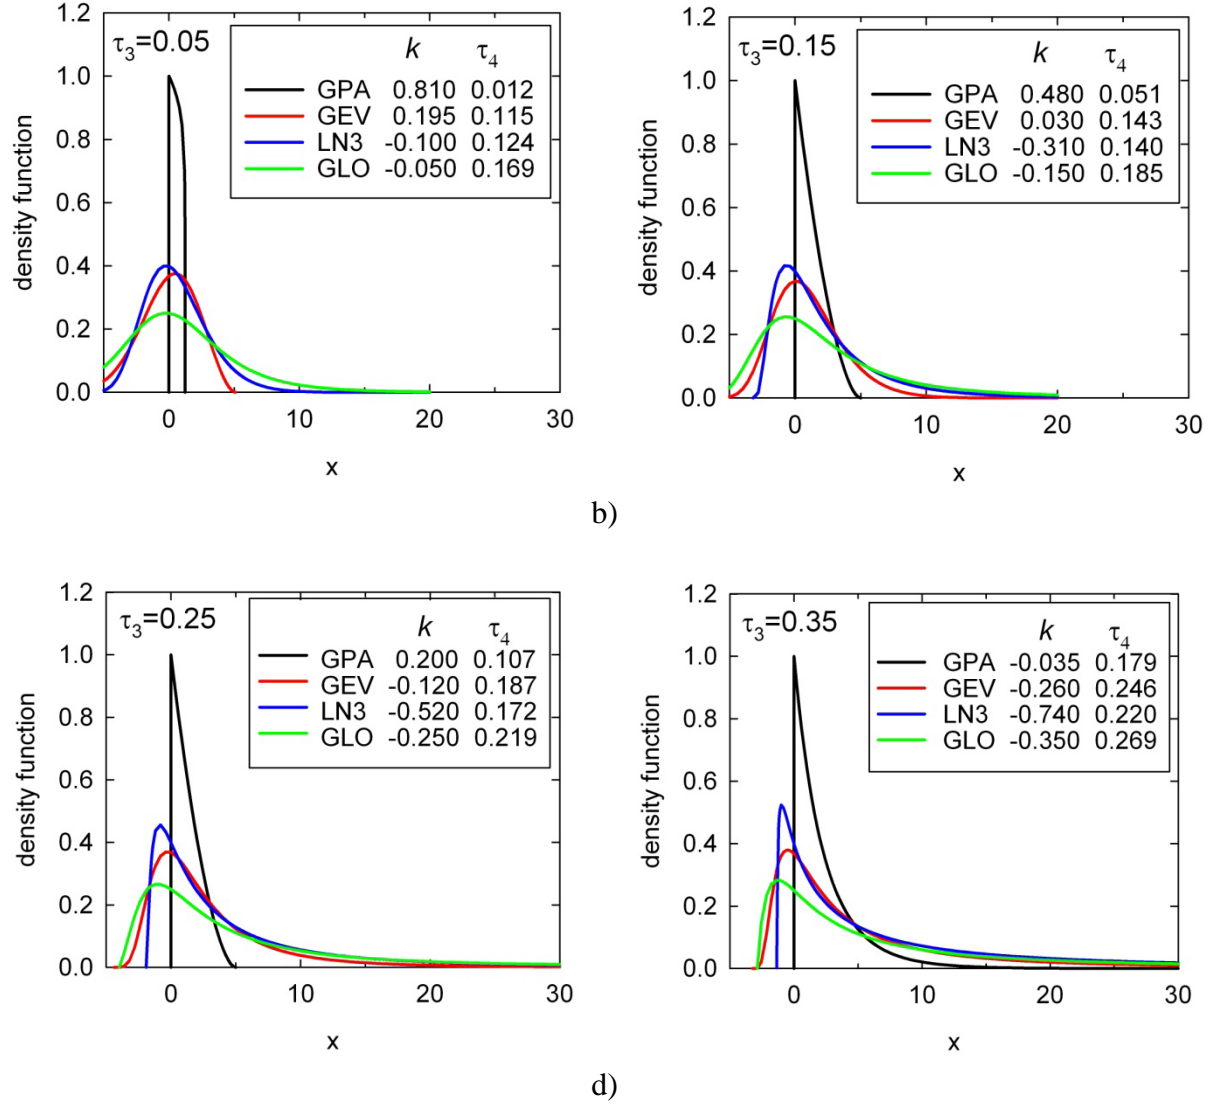 τ3=0.05
k τ4
GPA 0.810 0.012
GEV 0.195 0.115
LN3 -0.100 0.124
GLO -0.050 0.169
density function
1.2
1.0
0.8
0.6
0.4
0.2
0.0
0 10 20 30
x
τ3=0.15
k τ4
GPA 0.480 0.051
GEV 0.030 0.143
LN3 -0.310 0.140
GLO -0.150 0.185
density function
1.2
1.0
0.8
0.6
0.4
0.2
0.0
0 10 20 30
x
b)
τ3=0.25
k τ4
GPA 0.200 0.107
GEV -0.120 0.187
LN3 -0.520 0.172
GLO -0.250 0.219
density function
1.2
1.0
0.8
0.6
0.4
0.2
0.0
0 10 20 30
x
τ3=0.35
k τ4
GPA -0.035 0.179
GEV -0.260 0.246
LN3 -0.740 0.220
GLO -0.350 0.269
density function
1.2
1.0
0.8
0.6
0.4
0.2
0.0
0 10 20 30
x
d)